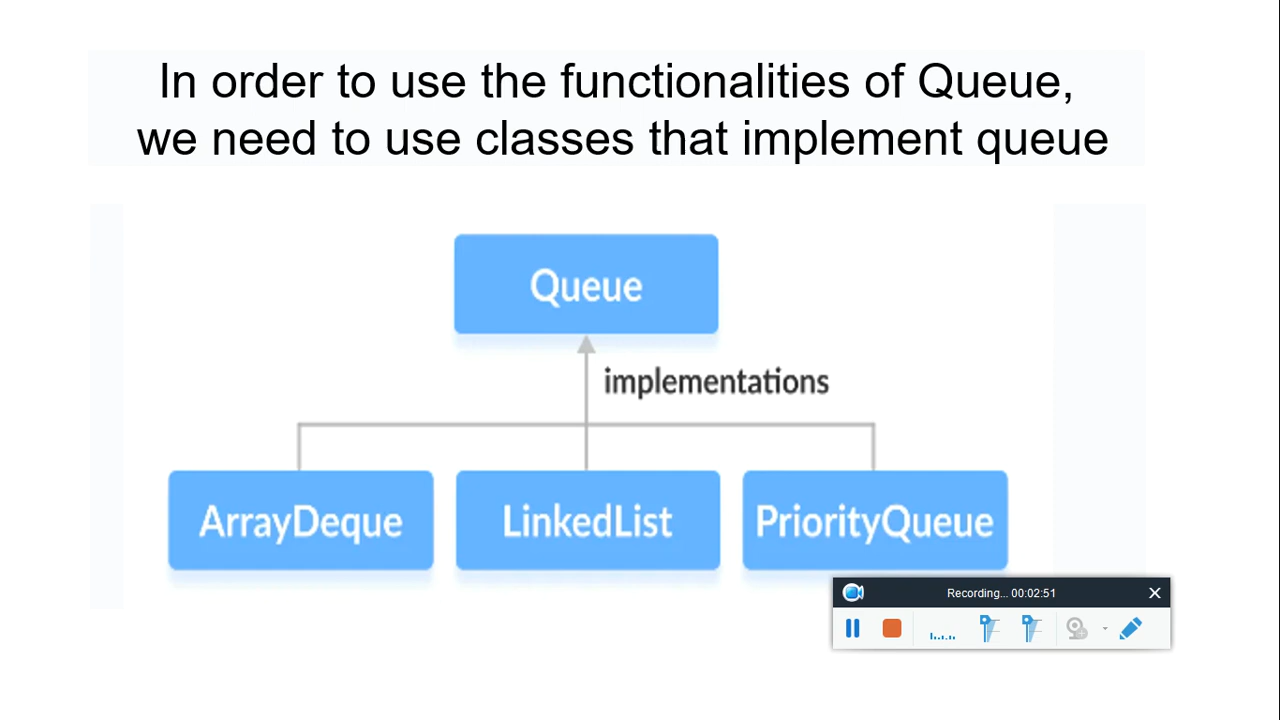 In order to use the functionalities of Queue,
we need to use classes that implement queue
Queue
implementations
ArrayDeque
LinkedList
PriorityQueue
Recording... 00:02:51